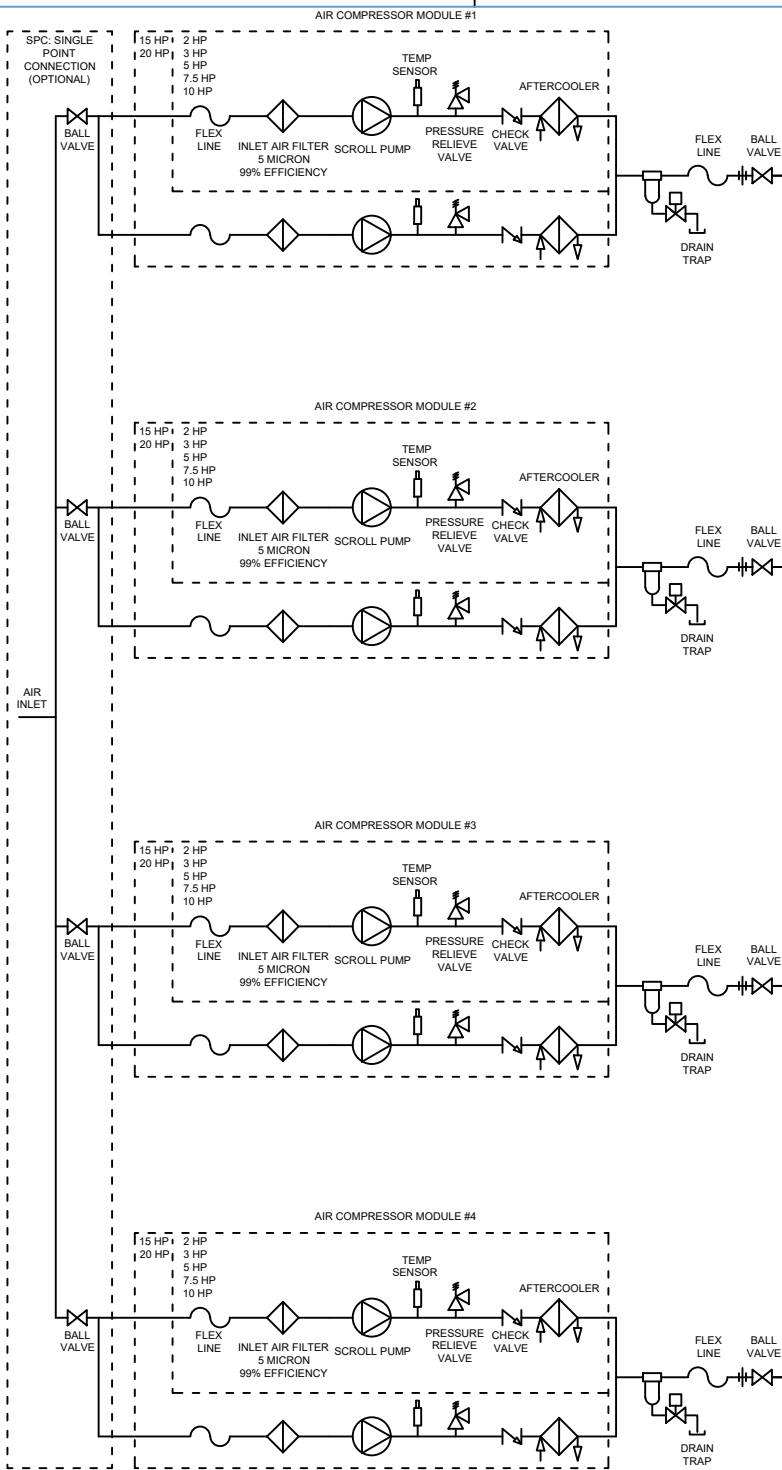 AIR COMPRESSOR MODULE #1
SPC: SINGLE
POINT
CONNECTION
(OPTIONAL)
15 HP
20 HP
2 HP
3 HP
5 HP
7.5 HP
10 HP
TEMP
SENSOR
AFTERCOOLER
BALL
VALVE
FLEX
LINE
INLET AIR FILTER
5 MICRON
99% EFFICIENCY
SCROLL PUMP
PRESSURE
RELIEVE
VALVE
CHECK
VALVE
FLEX
LINE
BALL
VALVE
DRAIN
TRAP
AIR COMPRESSOR MODULE #2
15 HP
20 HP
2 HP
3 HP
5 HP
7.5 HP
10 HP
TEMP
SENSOR
AFTERCOOLER
BALL
VALVE
FLEX
LINE
INLET AIR FILTER
5 MICRON
99% EFFICIENCY
SCROLL PUMP
PRESSURE
RELIEVE
VALVE
CHECK
VALVE
FLEX
LINE
BALL
VALVE
DRAIN
TRAP
AIR
INLET
AIR COMPRESSOR MODULE #3
15 HP
20 HP
2 HP
3 HP
5 HP
7.5 HP
10 HP
TEMP
SENSOR
AFTERCOOLER
BALL
VALVE
FLEX
LINE
INLET AIR FILTER
5 MICRON
99% EFFICIENCY
SCROLL PUMP
PRESSURE
RELIEVE
VALVE
CHECK
VALVE
FLEX
LINE
BALL
VALVE
DRAIN
TRAP
AIR COMPRESSOR MODULE #4
15 HP
20 HP
2 HP
3 HP
5 HP
7.5 HP
10 HP
TEMP
SENSOR
AFTERCOOLER
BALL
VALVE
FLEX
LINE
INLET AIR FILTER
5 MICRON
99% EFFICIENCY
SCROLL PUMP
PRESSURE
RELIEVE
VALVE
CHECK
VALVE
FLEX
LINE
BALL
VALVE
DRAIN
TRAP